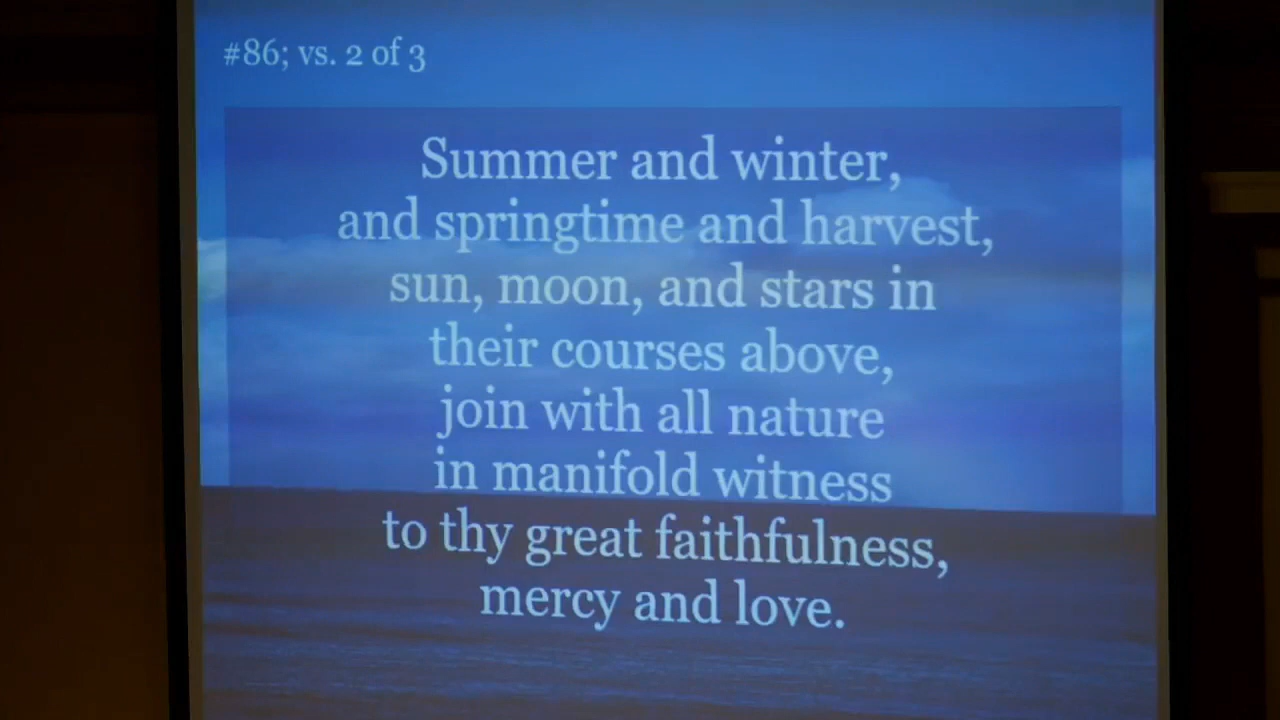 #86; vs. 2 of 3
Summer and winter,
and springtime and harvest,
sun, moon, and stars in
their courses above,
join with all nature
in manifold witness
to thy great faithfulness,
mercy and love.